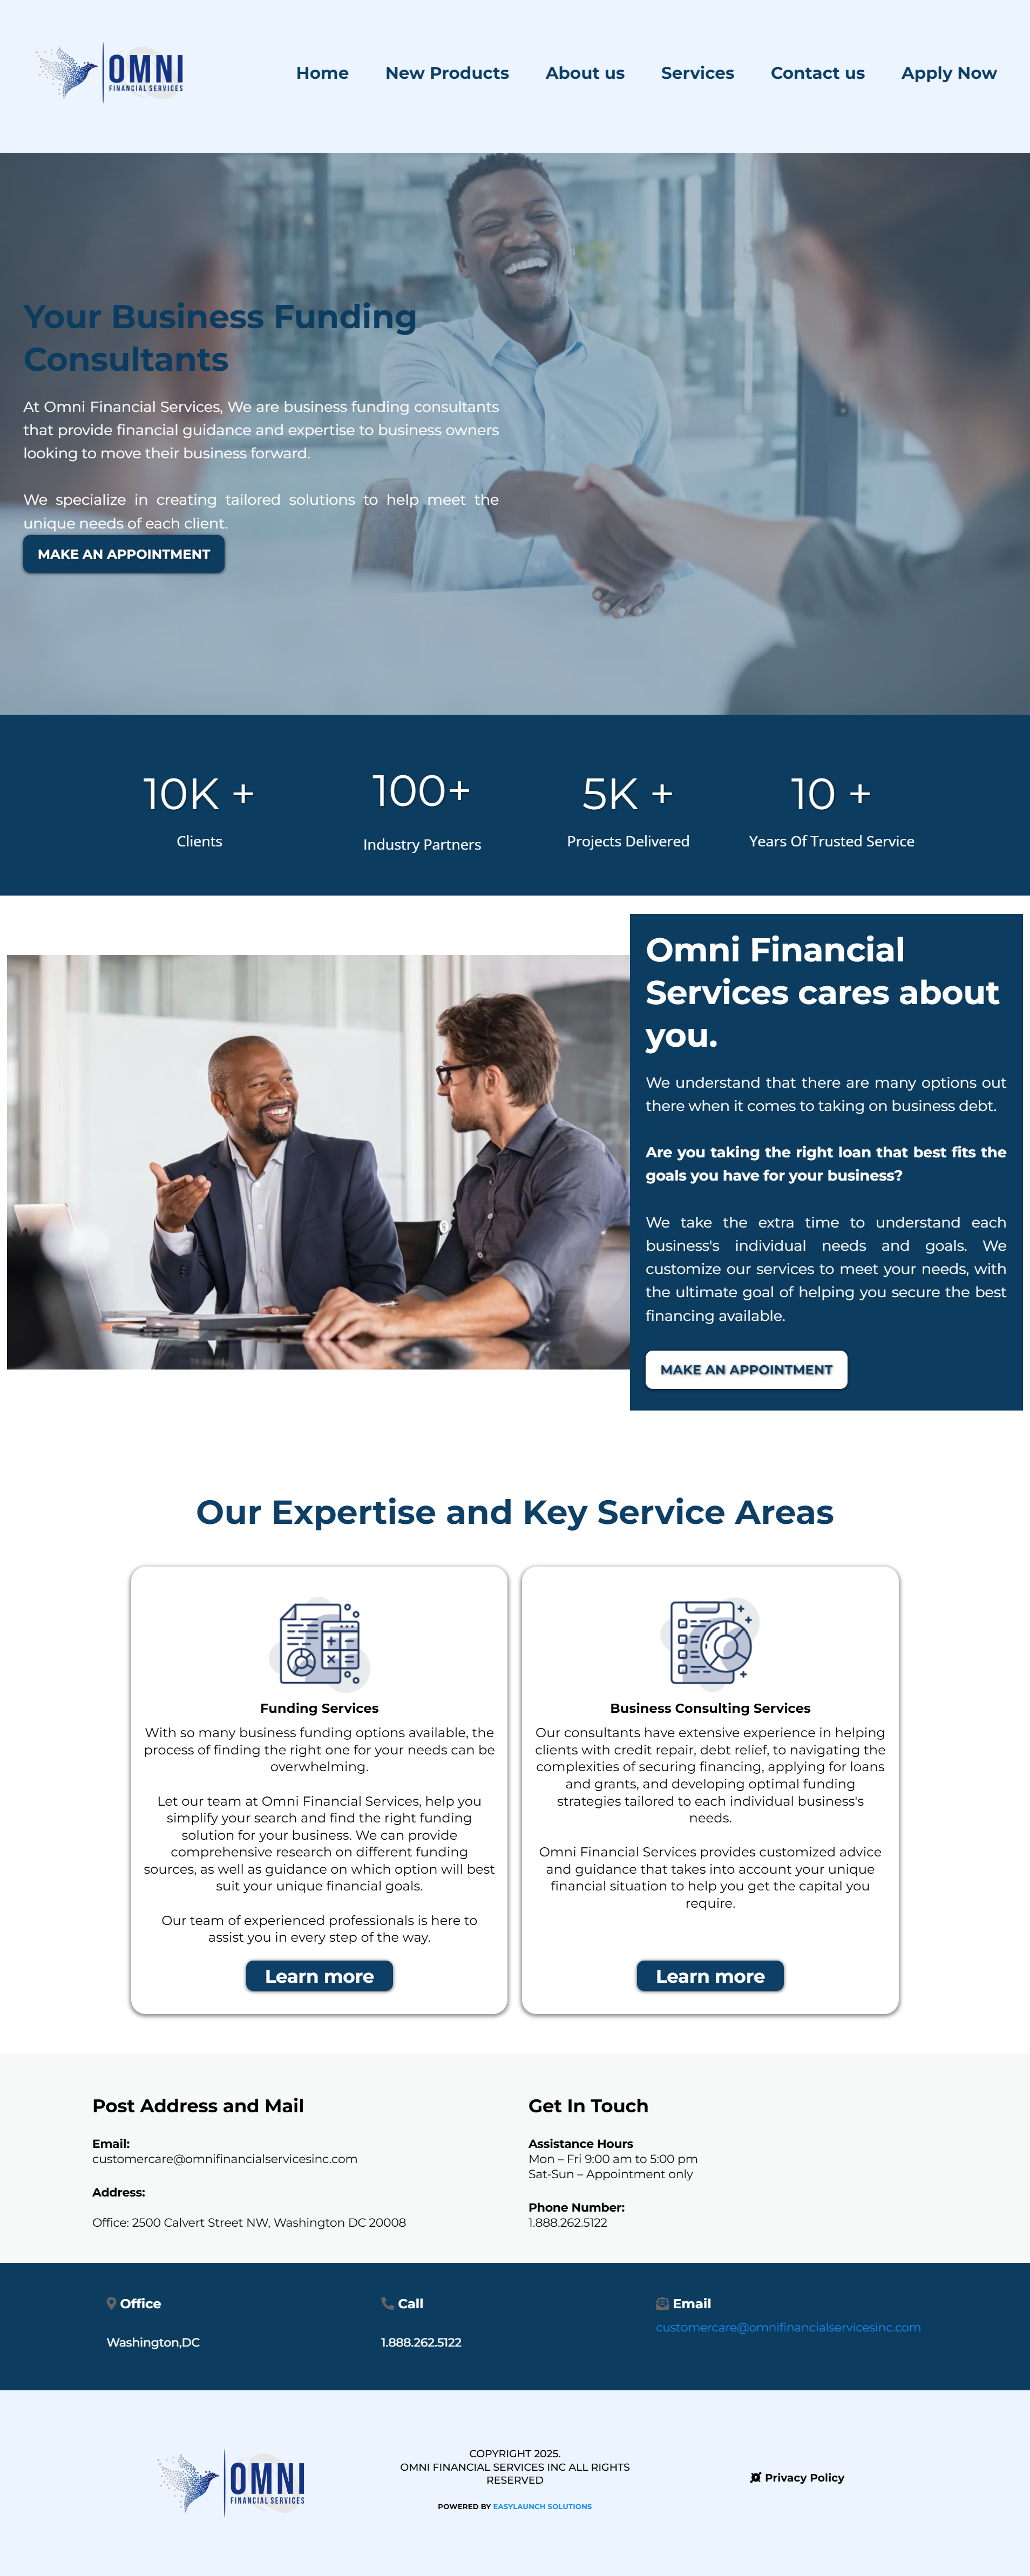 OMNI
FINANCIAL SERVICES
Home
New Products
About us
Services
Contact us
Apply Now
Your Business Funding
Consultants
At Omni Financial Services, We are business funding consultants
that provide financial guidance and expertise to business owners
looking to move their business forward.
We specialize in creating tailored solutions to help meet the
unique needs of each client.
MAKE AN APPOINTMENT
10K +
Clients
100+
Industry Partners
5K +
Projects Delivered
10 +
Years Of Trusted Service
Omni Financial
Services cares about
you.
We understand that there are many options out
there when it comes to taking on business debt.
Are you taking the right loan that best fits the
goals you have for your business?
We take the extra time to understand each
business's individual needs and goals. We
customize our services to meet your needs, with
the ultimate goal of helping you secure the best
financing available.
MAKE AN APPOINTMENT
Our Expertise and Key Service Areas
Funding Services
With so many business funding options available, the
process of finding the right one for your needs can be
overwhelming.
Let our team at Omni Financial Services, help you
simplify your search and find the right funding
solution for your business. We can provide
comprehensive research on different funding
sources, as well as guidance on which option will best
suit your unique financial goals.
Our team of experienced professionals is here to
assist you in every step of the way.
Learn more
Business Consulting Services
Our consultants have extensive experience in helping
clients with credit repair, debt relief, to navigating the
complexities of securing financing, applying for loans
and grants, and developing optimal funding
strategies tailored to each individual business's
needs.
Omni Financial Services provides customized advice
and guidance that takes into account your unique
financial situation to help you get the capital you
require.
Learn more
Post Address and Mail
Email:
customercare@omnifinancialservicesinc.com
Address:
Office: 2500 Calvert Street NW, Washington DC 20008
Get In Touch
Assistance Hours
Mon – Fri 9:00 am to 5:00 pm
Sat-Sun – Appointment only
Phone Number:
1.888.262.5122
Office
Washington,DC
Call
1.888.262.5122
Email
customercare@omnifinancialservicesinc.com
OMNI
FINANCIAL SERVICES
COPYRIGHT 2025.
OMNI FINANCIAL SERVICES INC ALL RIGHTS
RESERVED
POWERED BY EASYLAUNCH SOLUTIONS
Privacy Policy